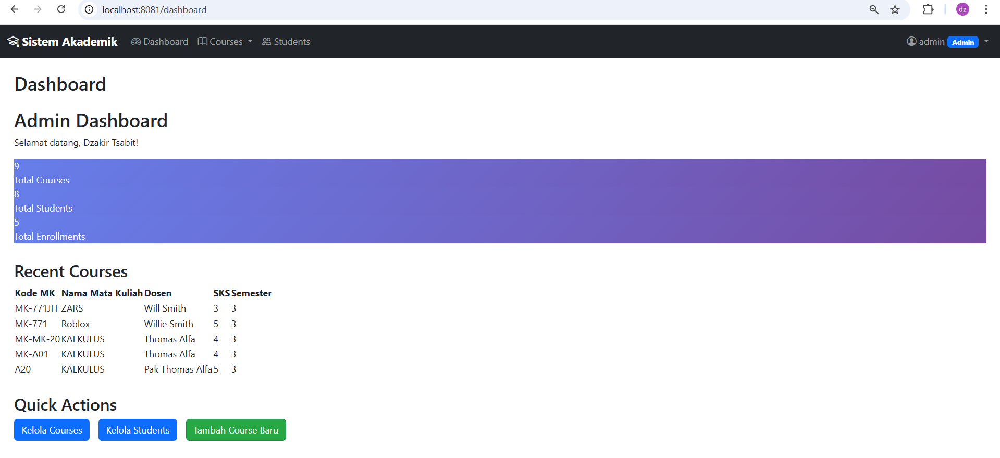 localhost:8081/dashboard
dz
Sistem Akademik Dashboard Courses Students admin Admin
Dashboard
Admin Dashboard
Selamat datang, Dzakir Tsabit!
9
Total Courses
8
Total Students
5
Total Enrollments
Recent Courses
Kode MK Nama Mata Kuliah Dosen SKS Semester
MK-771JH ZARS Will Smith 3 3
MK-771 Roblox Willie Smith 5 3
MK-MK-20 KALKULUS Thomas Alfa 4 3
MK-A01 KALKULUS Thomas Alfa 4 3
A20 KALKULUS Pak Thomas Alfa 5 3
Quick Actions
Kelola Courses Kelola Students Tambah Course Baru